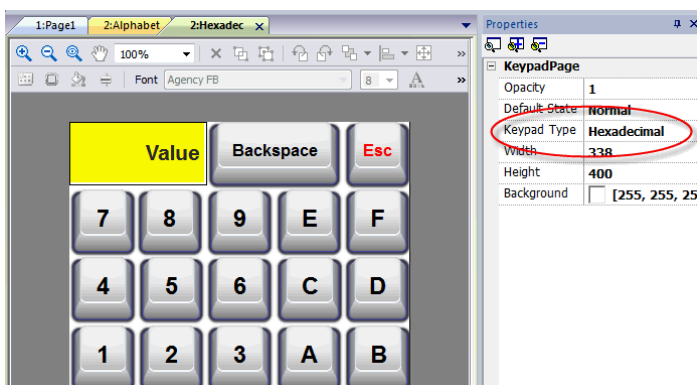 1:Page1 2:Alphabet 2:Hexadec x
Properties
100%
KeypadPage
Font Agency FB 8 A
Opacity 1
Default State Normal
Keypad Type Hexadecimal
Width 338
Height 400
Background [255, 255, 25
Value Backspace Esc
7 8 9 E F
4 5 6 C D
1 2 3 A B